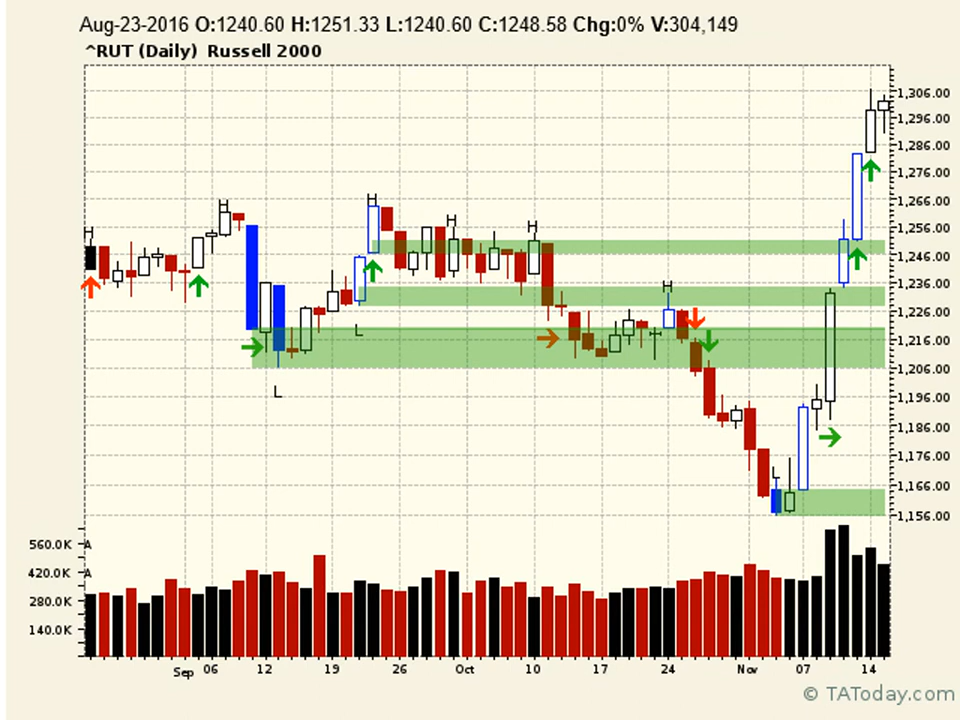 Aug-23-2016 O:1240.60 H:1251.33 L:1240.60 C:1248.58 Chg:0% V:304,149
^RUT (Daily) Russell 2000
1,306.00
1,296.00
1,286.00
1,276.00
1,266.00
1,256.00
1,246.00
1,236.00
1,226.00
1,216.00
1,206.00
1,196.00
1,186.00
1,176.00
1,166.00
1,156.00
H
H
H
H
H
H
L
L
L
560.0K A
420.0K A
280.0K
140.0K
Sep 06 12 19 26 Oct 10 17 24 Nov 07 14
© TAToday.com